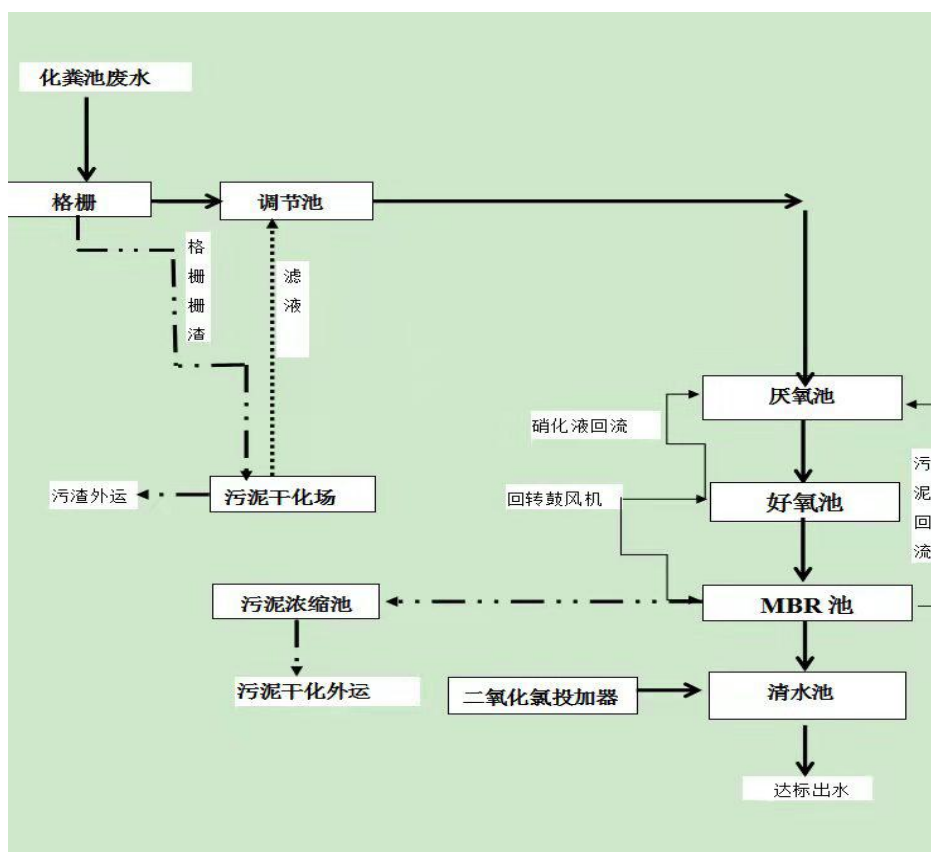 化粪池废水
格栅
调节池
格栅栅渣
滤液
厌氧池
硝化液回流
污泥回流
污渣外运
污泥干化场
回转鼓风机
好氧池
污泥浓缩池
MBR 池
污泥干化外运
二氧化氯投加器
清水池
达标出水